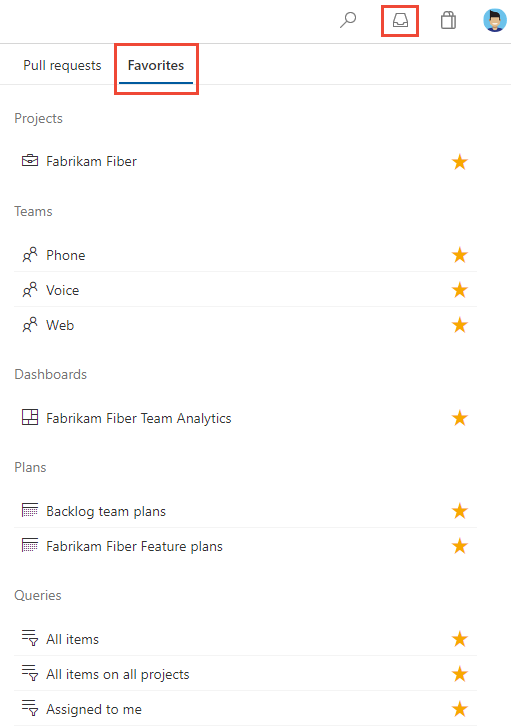 Pull requests Favorites
Projects
Fabrikam Fiber
Teams
Phone
Voice
Web
Dashboards
Fabrikam Fiber Team Analytics
Plans
Backlog team plans
Fabrikam Fiber Feature plans
Queries
All items
All items on all projects
Assigned to me